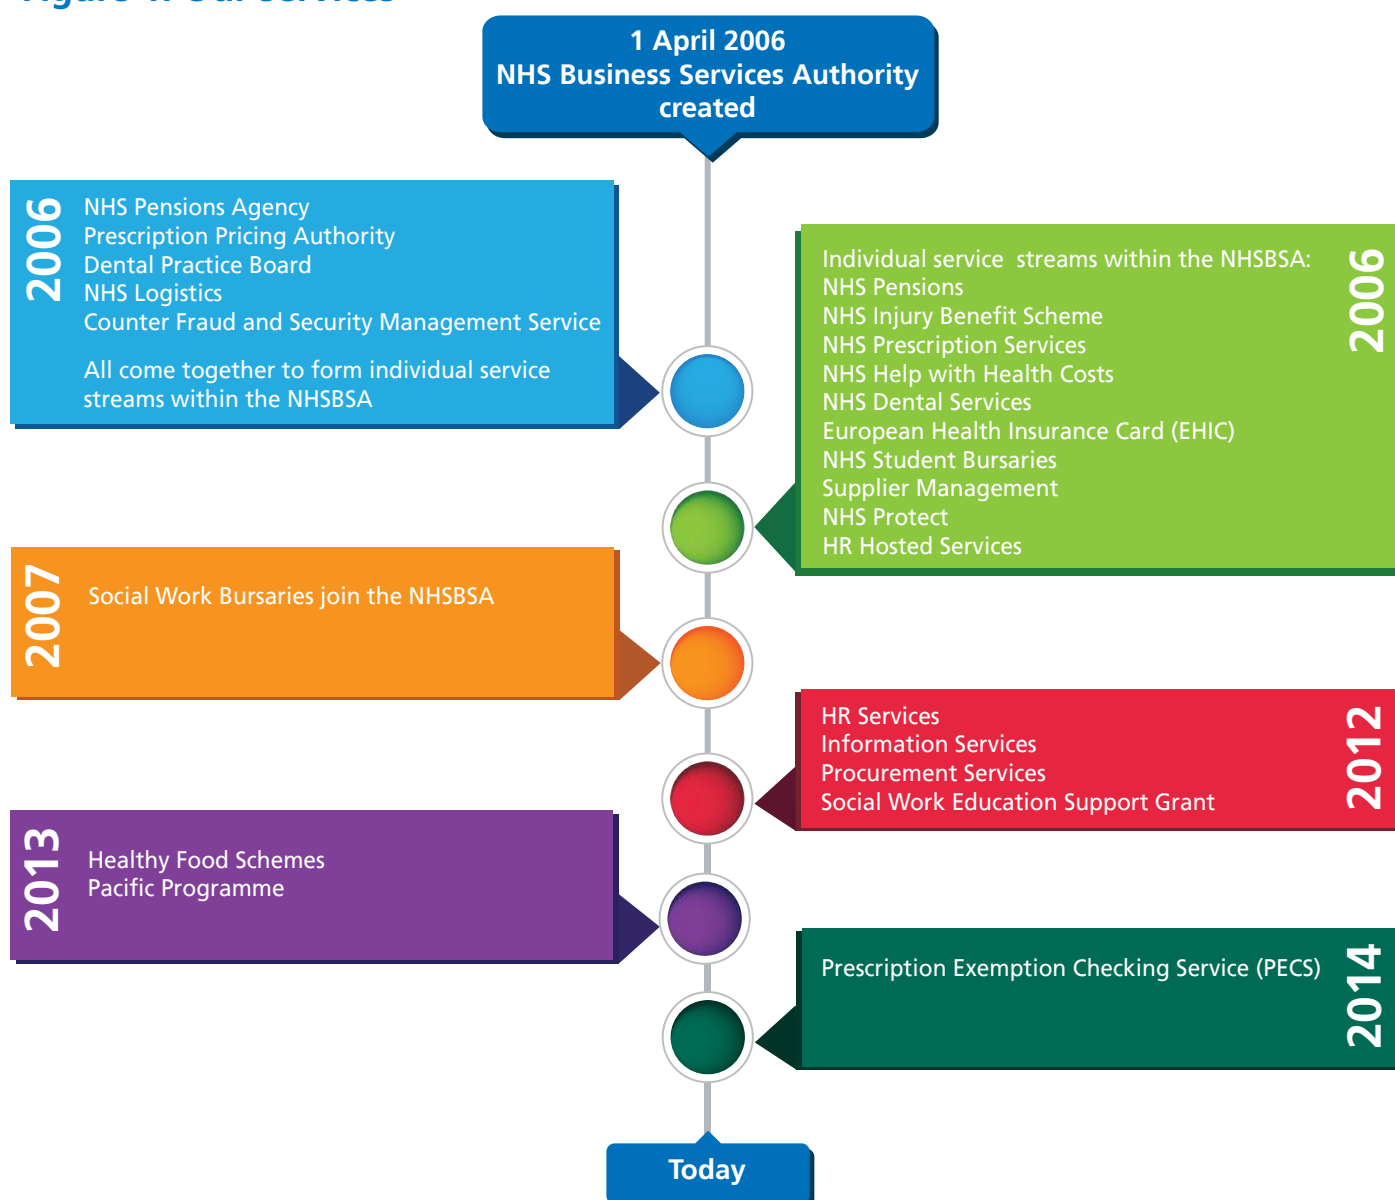 Figure 1: Our services
1 April 2006
NHS Business Services Authority
created
2006
NHS Pensions Agency
Prescription Pricing Authority
Dental Practice Board
NHS Logistics
Counter Fraud and Security Management Service
All come together to form individual service
streams within the NHSBSA
2006
Individual service streams within the NHSBSA:
NHS Pensions
NHS Injury Benefit Scheme
NHS Prescription Services
NHS Help with Health Costs
NHS Dental Services
European Health Insurance Card (EHIC)
NHS Student Bursaries
Supplier Management
NHS Protect
HR Hosted Services
2007
Social Work Bursaries join the NHSBSA
2012
HR Services
Information Services
Procurement Services
Social Work Education Support Grant
2013
Healthy Food Schemes
Pacific Programme
2014
Prescription Exemption Checking Service (PECS)
Today